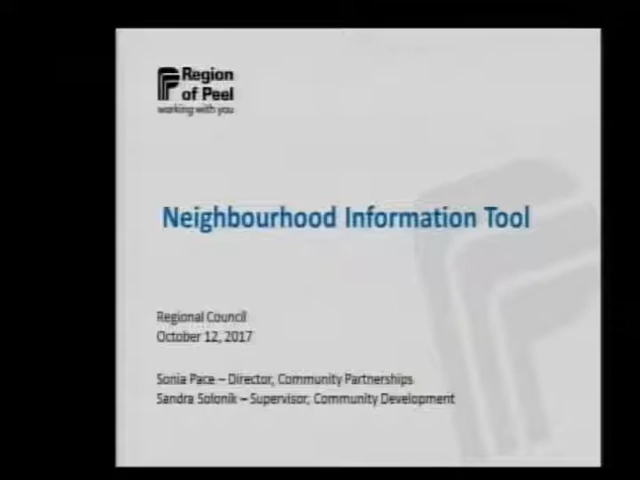 Region
of Peel
working with you
Neighbourhood Information Tool
Regional Council
October 12, 2017
Sonia Pace – Director, Community Partnerships
Sandra Solonik – Supervisor, Community Development